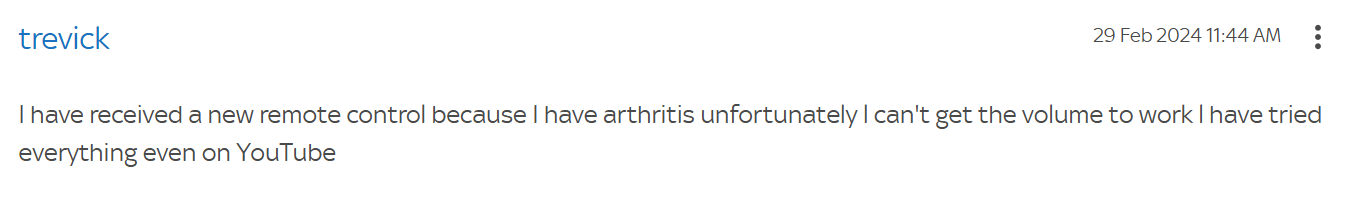 trevick
29 Feb 2024 11:44 AM
I have received a new remote control because I have arthritis unfortunately I can't get the volume to work I have tried
everything even on YouTube